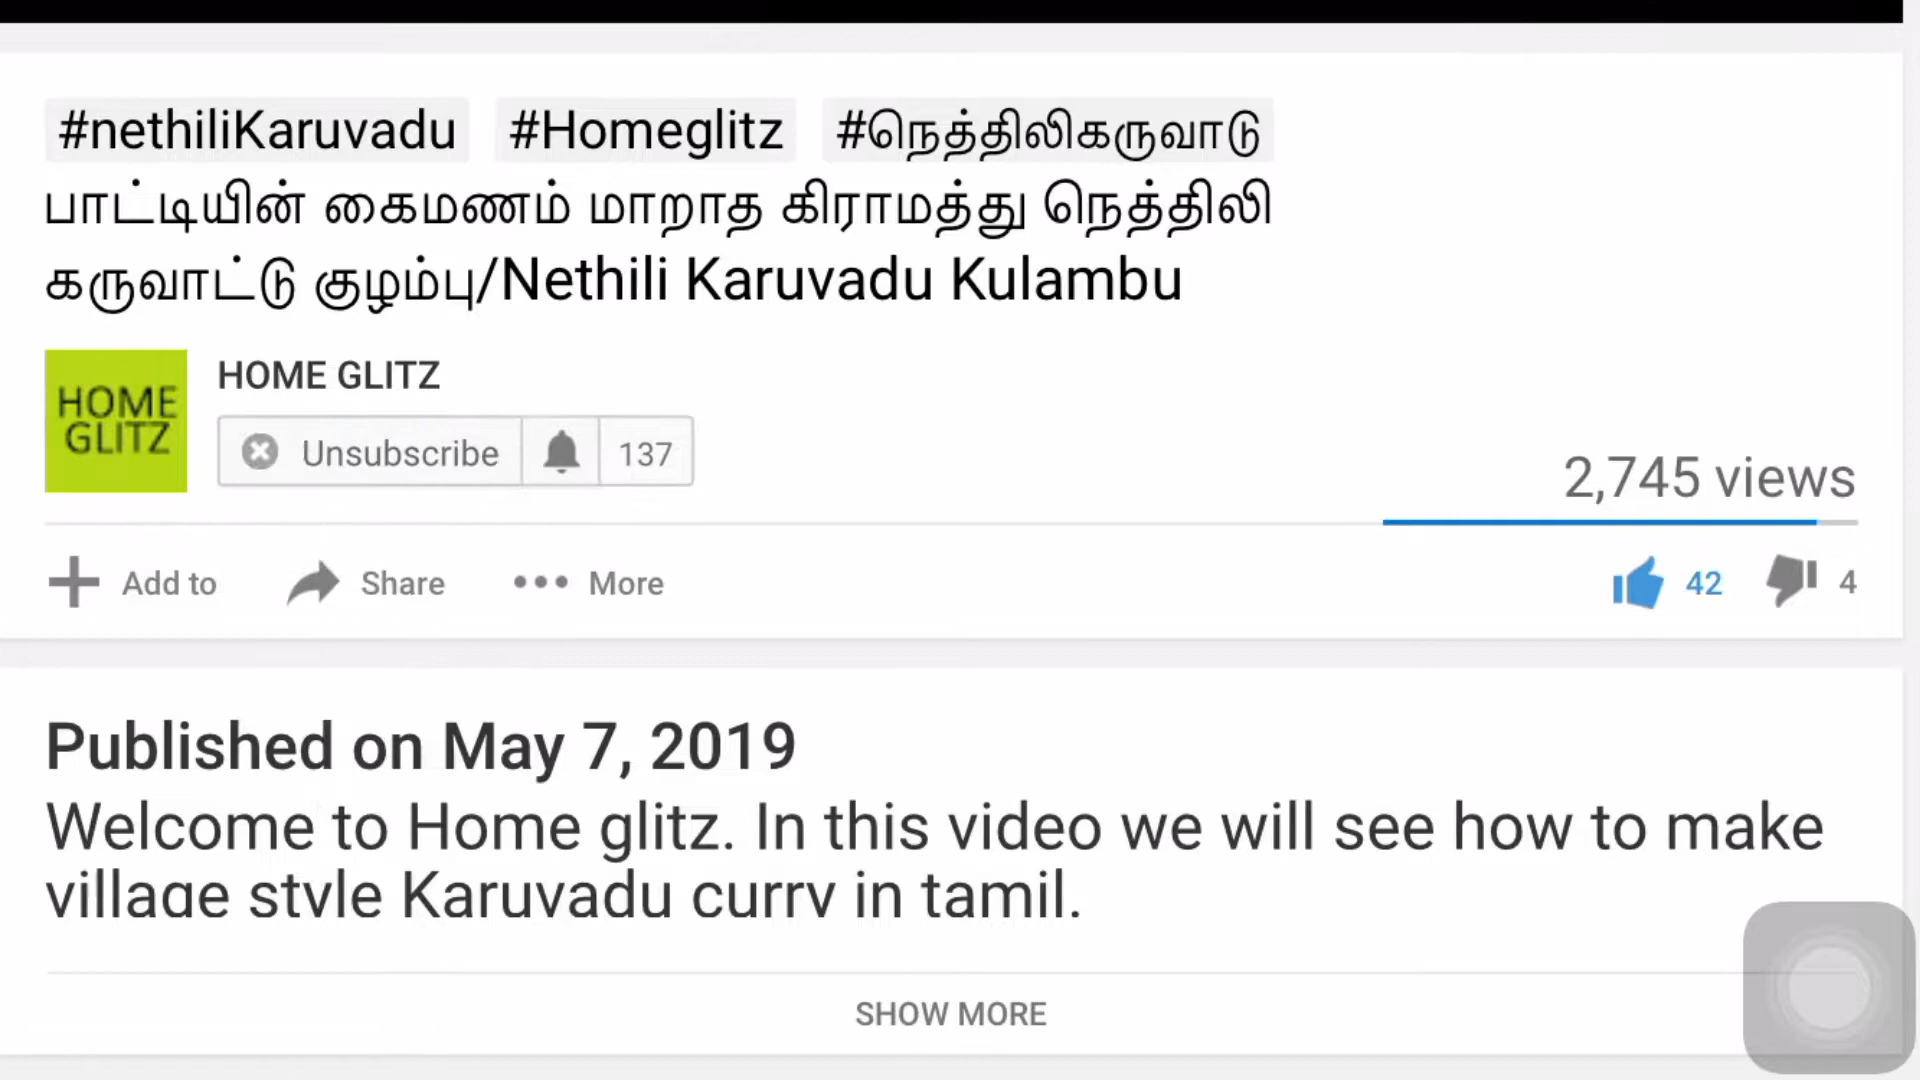 #nethiliKaruvadu #Homeglitz #நெத்திலிகருவாடு
பாட்டியின் கைமணம் மாறாத கிராமத்து நெத்திலி
கருவாட்டு குழம்பு/Nethili Karuvadu Kulambu
HOME
GLITZ
HOME GLITZ
Unsubscribe 137
2,745 views
Add to Share More 42 4
Published on May 7, 2019
Welcome to Home glitz. In this video we will see how to make
village style Karuvadu curry in tamil.
SHOW MORE